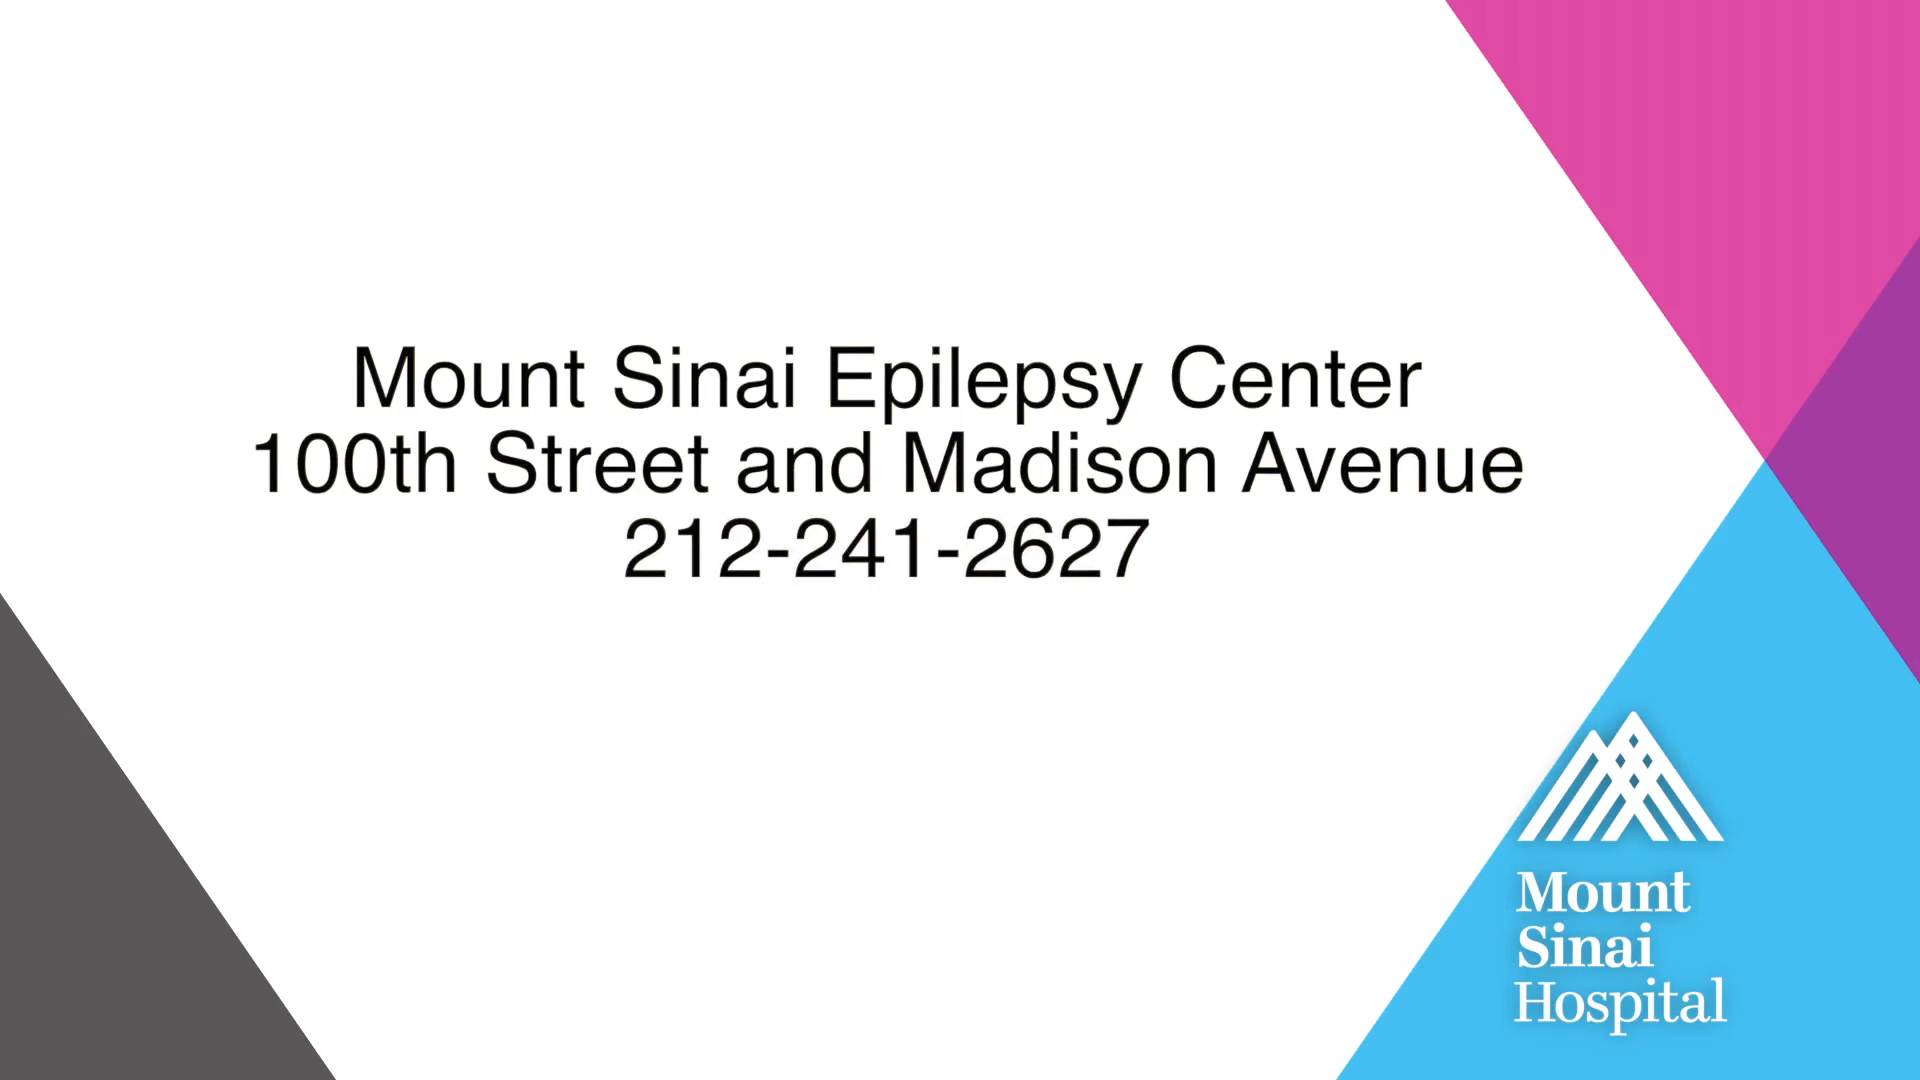 Mount Sinai Epilepsy Center
100th Street and Madison Avenue
212-241-2627
Mount
Sinai
Hospital